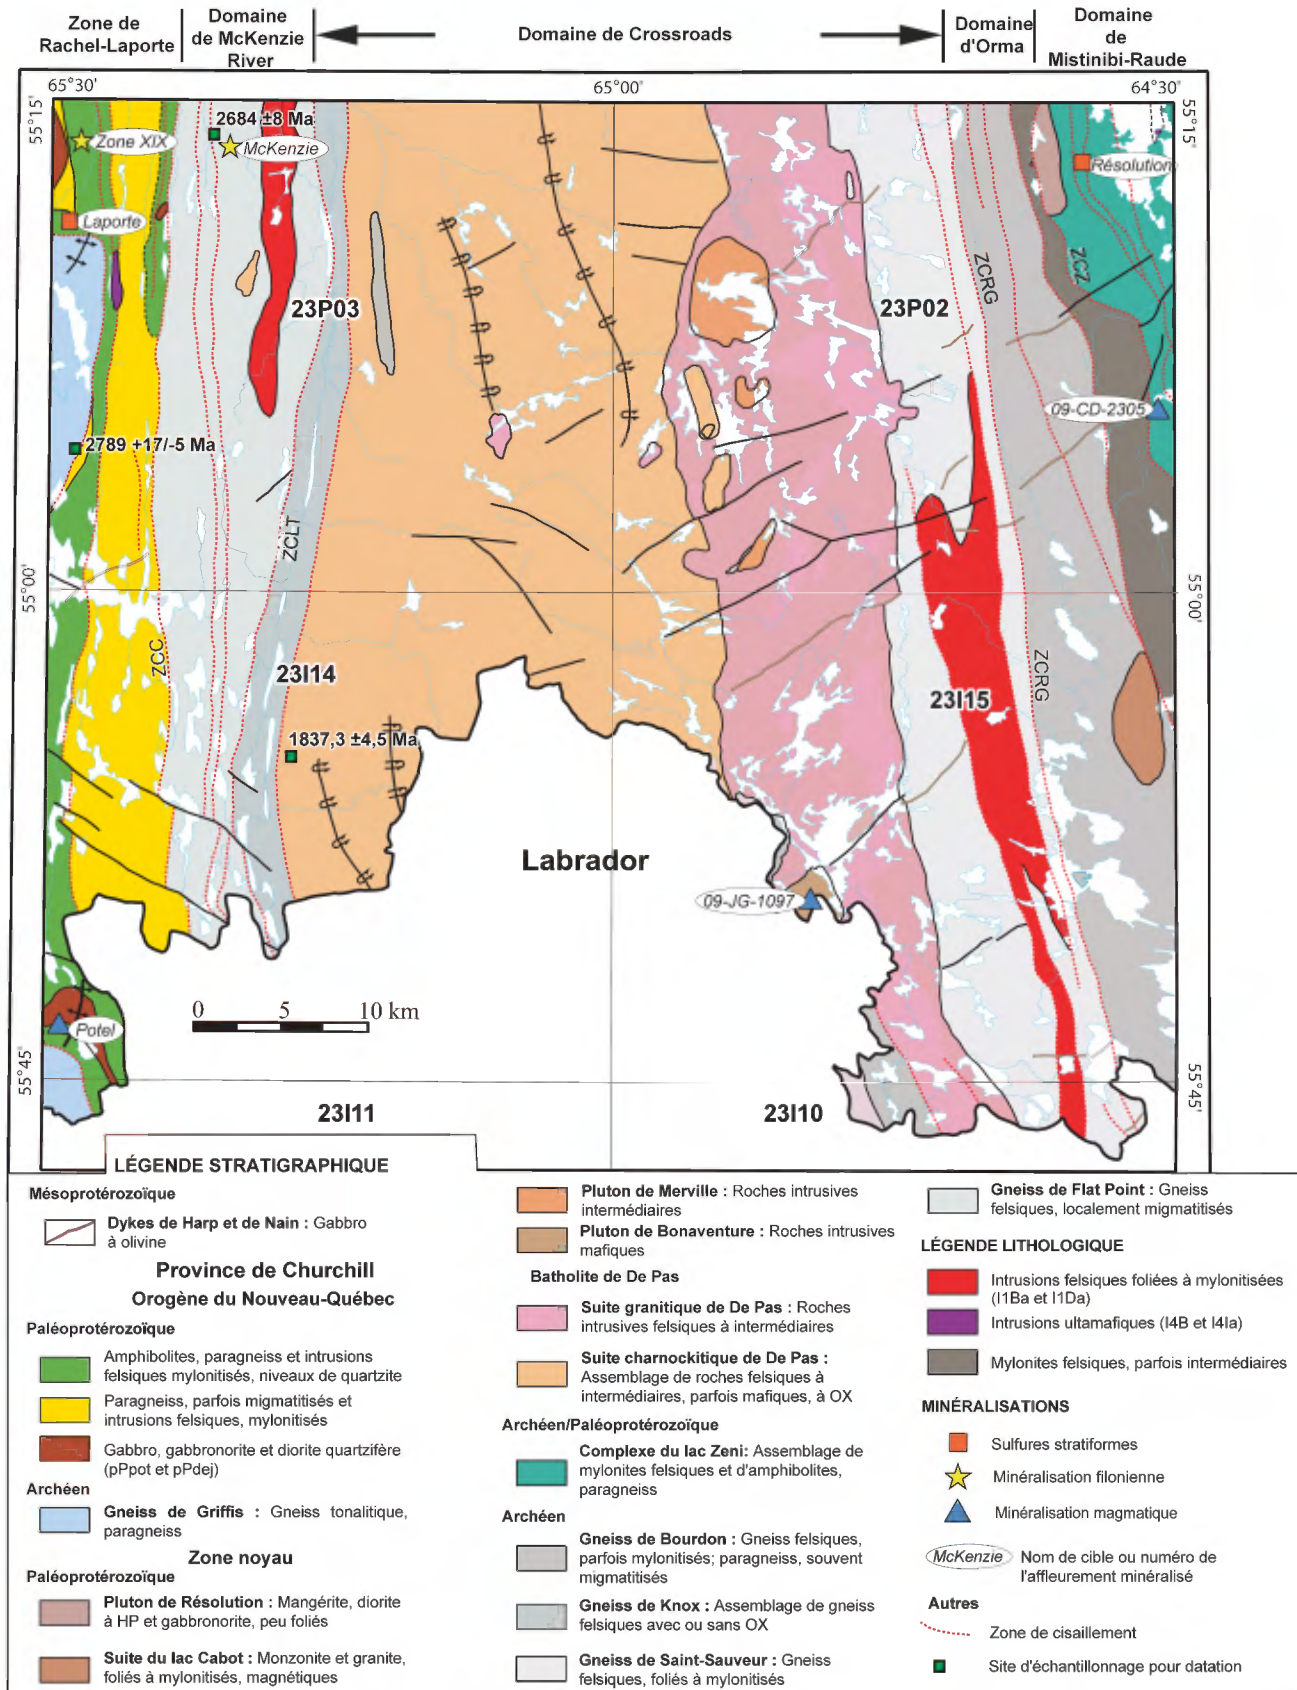 Zone de
Rachel-Laporte
Domaine
de McKenzie
River
Domaine de Crossroads
Domaine
d'Orma
Domaine
de
Mistinibi-Raude
65°30'
65°00'
64°30'
55°15'
55°15'
2684 ±8 Ma
Zone XIX
McKenzie
Résolution
Laporte
ZCRG
ZCZ
23P03
23P02
09-CD-2305
2789 +17/-5 Ma
ZCLT
55°00'
55°00'
ZCC
ZCRG
23I14
23I15
1837,3 ±4,5 Ma
Labrador
09-JG-1097
0 5 10 km
Potel
55°45'
55°45'
23I11
23I10
LÉGENDE STRATIGRAPHIQUE
Mésoprotérozoïque
Dykes de Harp et de Nain : Gabbro
à olivine
Province de Churchill
Orogène du Nouveau-Québec
Paléoprotérozoïque
Amphibolites, paragneiss et intrusions
felsiques mylonitisés, niveaux de quartzite
Paragneiss, parfois migmatitisés et
intrusions felsiques, mylonitisés
Gabbro, gabbronorite et diorite quartzifère
(pPpot et pPdej)
Archéen
Gneiss de Griffis : Gneiss tonalitique,
paragneiss
Zone noyau
Paléoprotérozoïque
Pluton de Résolution : Mangérite, diorite
à HP et gabbronorite, peu foliés
Suite du lac Cabot : Monzonite et granite,
foliés à mylonitisés, magnétiques
Pluton de Merville : Roches intrusives
intermédiaires
Pluton de Bonaventure : Roches intrusives
mafiques
Batholite de De Pas
Suite granitique de De Pas : Roches
intrusives felsiques à intermédiaires
Suite charnockitique de De Pas :
Assemblage de roches felsiques à
intermédiaires, parfois mafiques, à OX
Archéen/Paléoprotérozoïque
Complexe du lac Zeni: Assemblage de
mylonites felsiques et d'amphibolites,
paragneiss
Archéen
Gneiss de Bourdon : Gneiss felsiques,
parfois mylonitisés; paragneiss, souvent
migmatitisés
Gneiss de Knox : Assemblage de gneiss
felsiques avec ou sans OX
Gneiss de Saint-Sauveur : Gneiss
felsiques, foliés à mylonitisés
Gneiss de Flat Point : Gneiss
felsiques, localement migmatitisés
LÉGENDE LITHOLOGIQUE
Intrusions felsiques foliées à mylonitisées
(I1Ba et I1Da)
Intrusions ultamafiques (I4B et I4Ia)
Mylonites felsiques, parfois intermédiaires
MINÉRALISATIONS
Sulfures stratiformes
Minéralisation filonienne
Minéralisation magmatique
McKenzie
Nom de cible ou numéro de
l'affleurement minéralisé
Autres
Zone de cisaillement
Site d'échantillonnage pour datation